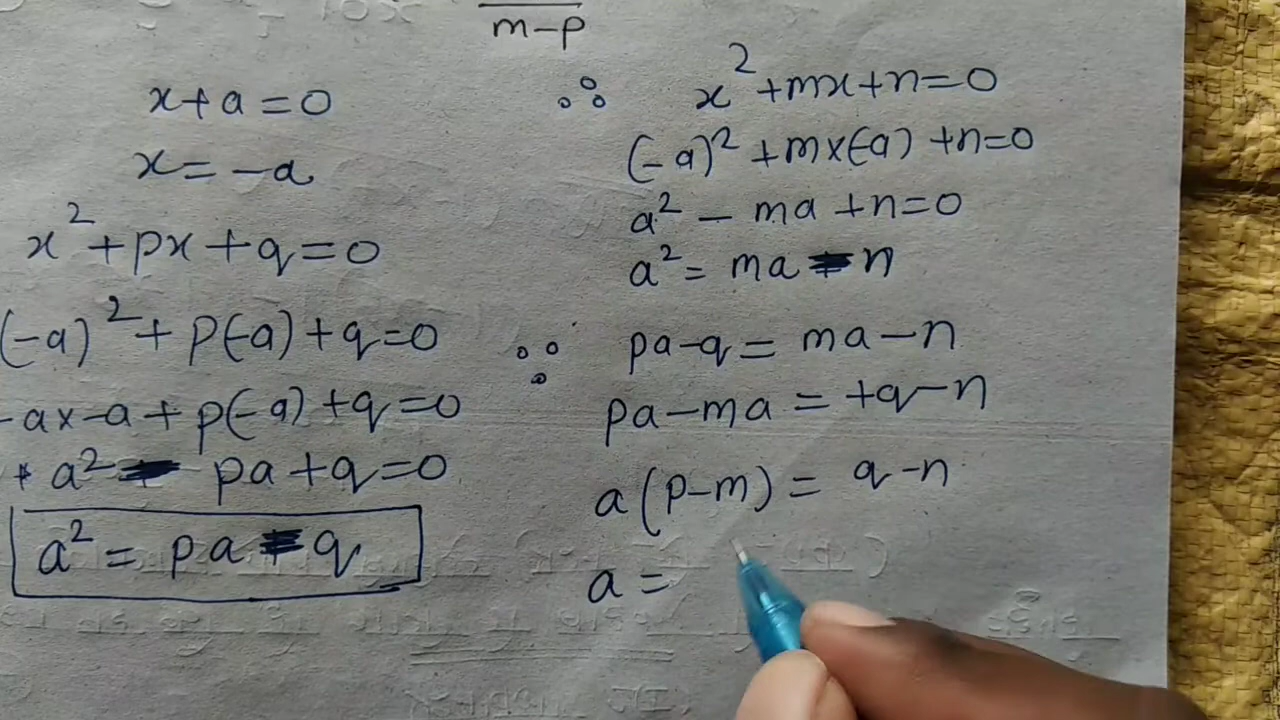 m-p
x+a=0
x=-a
x²+px+q=0
(-a)²+p(-a)+q=0
-ax-a+p(-a)+q=0
a²- pa+q=0
a²=pa-q
∴ x²+mx+n=0
(-a)²+mx(-a)+n=0
a²-ma+n=0
a²=ma-n
∵ pa-q=ma-n
pa-ma=+q-n
a(p-m)=q-n
a=